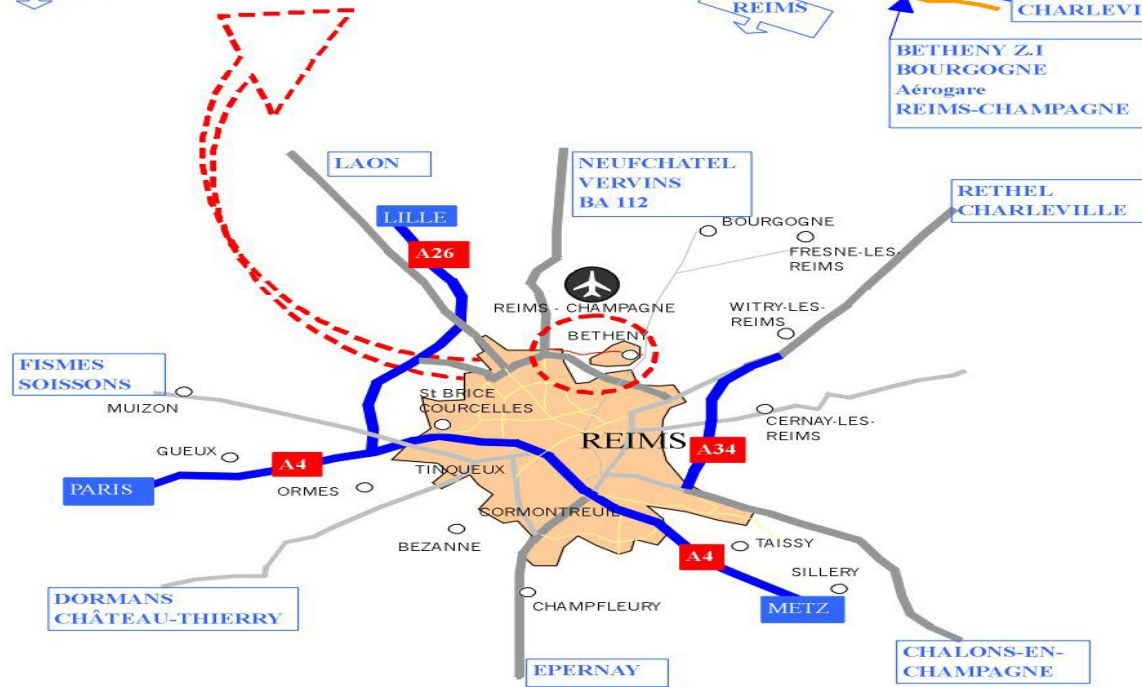 REIMS
CHARLEVI
BETHENY Z.I
BOURGOGNE
Aérogare
REIMS-CHAMPAGNE
LAON
NEUFCHATEL
VERVINS
BA 112
RETHEL
CHARLEVILLE
LILLE
A26
BOURGOGNE
FRESNE-LES-
REIMS
REIMS - CHAMPAGNE
BETHENY
WITRY-LES-
REIMS
FISMES
SOISSONS
MUIZON
St BRICE
COURCELLES
CERNAY-LES-
REIMS
REIMS
A34
GUEUX
A4
TINQUEUX
PARIS
ORMES
CORMONTREUIL
BEZANNE
A4
TAISSY
SILLERY
DORMANS
CHÂTEAU-THIERRY
CHAMPFLEURY
METZ
EPERNAY
CHALONS-EN-
CHAMPAGNE